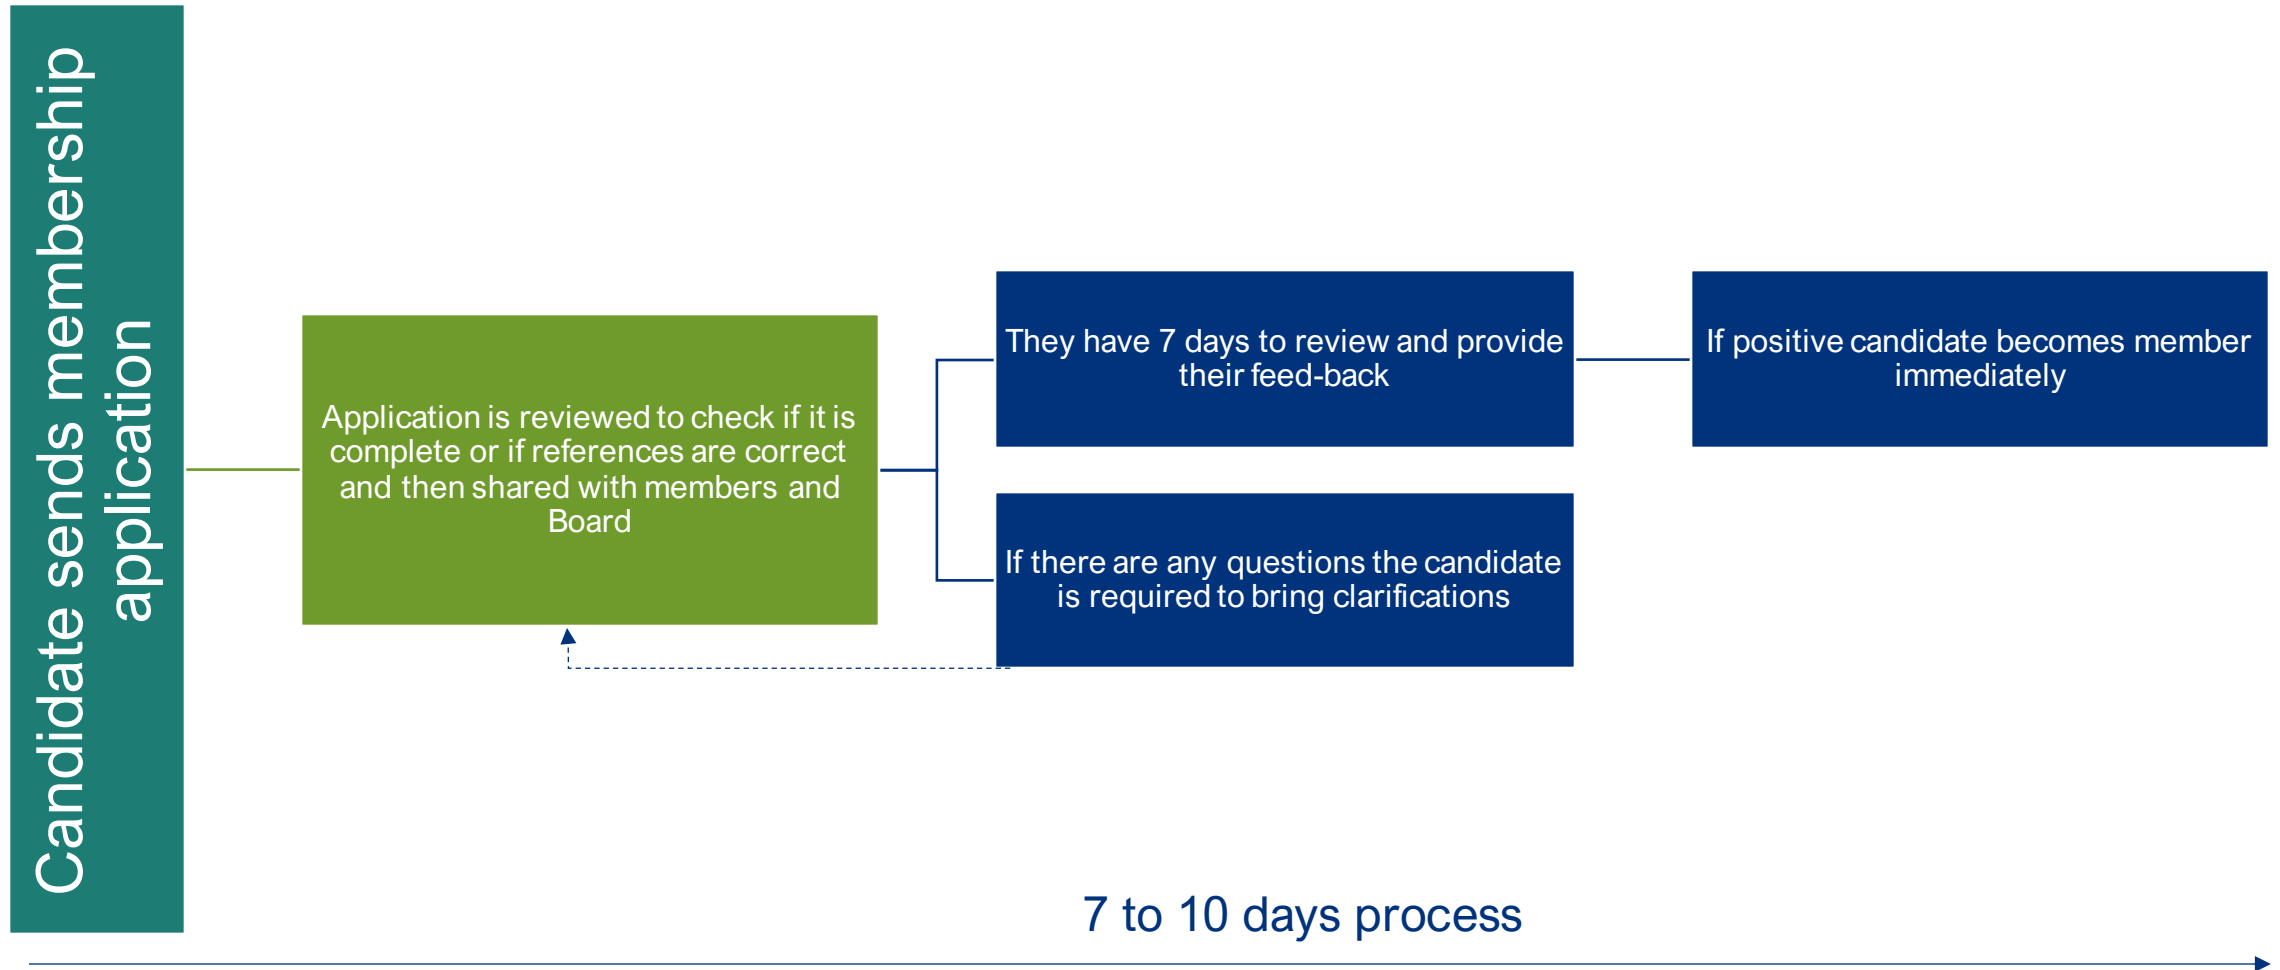 Candidate sends membership
application
Application is reviewed to check if it is
complete or if references are correct
and then shared with members and
Board
They have 7 days to review and provide
their feed-back
If positive candidate becomes member
immediately
If there are any questions the candidate
is required to bring clarifications
7 to 10 days process